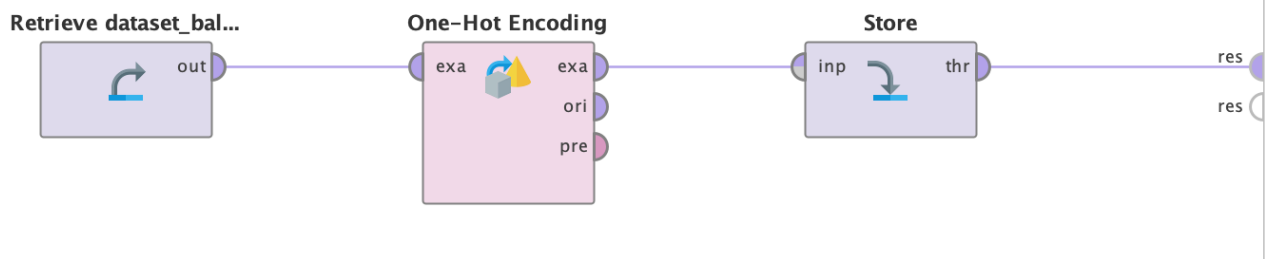 Retrieve dataset_bal...
One-Hot Encoding
Store
out
exa
exa
ori
pre
inp
thr
res
res